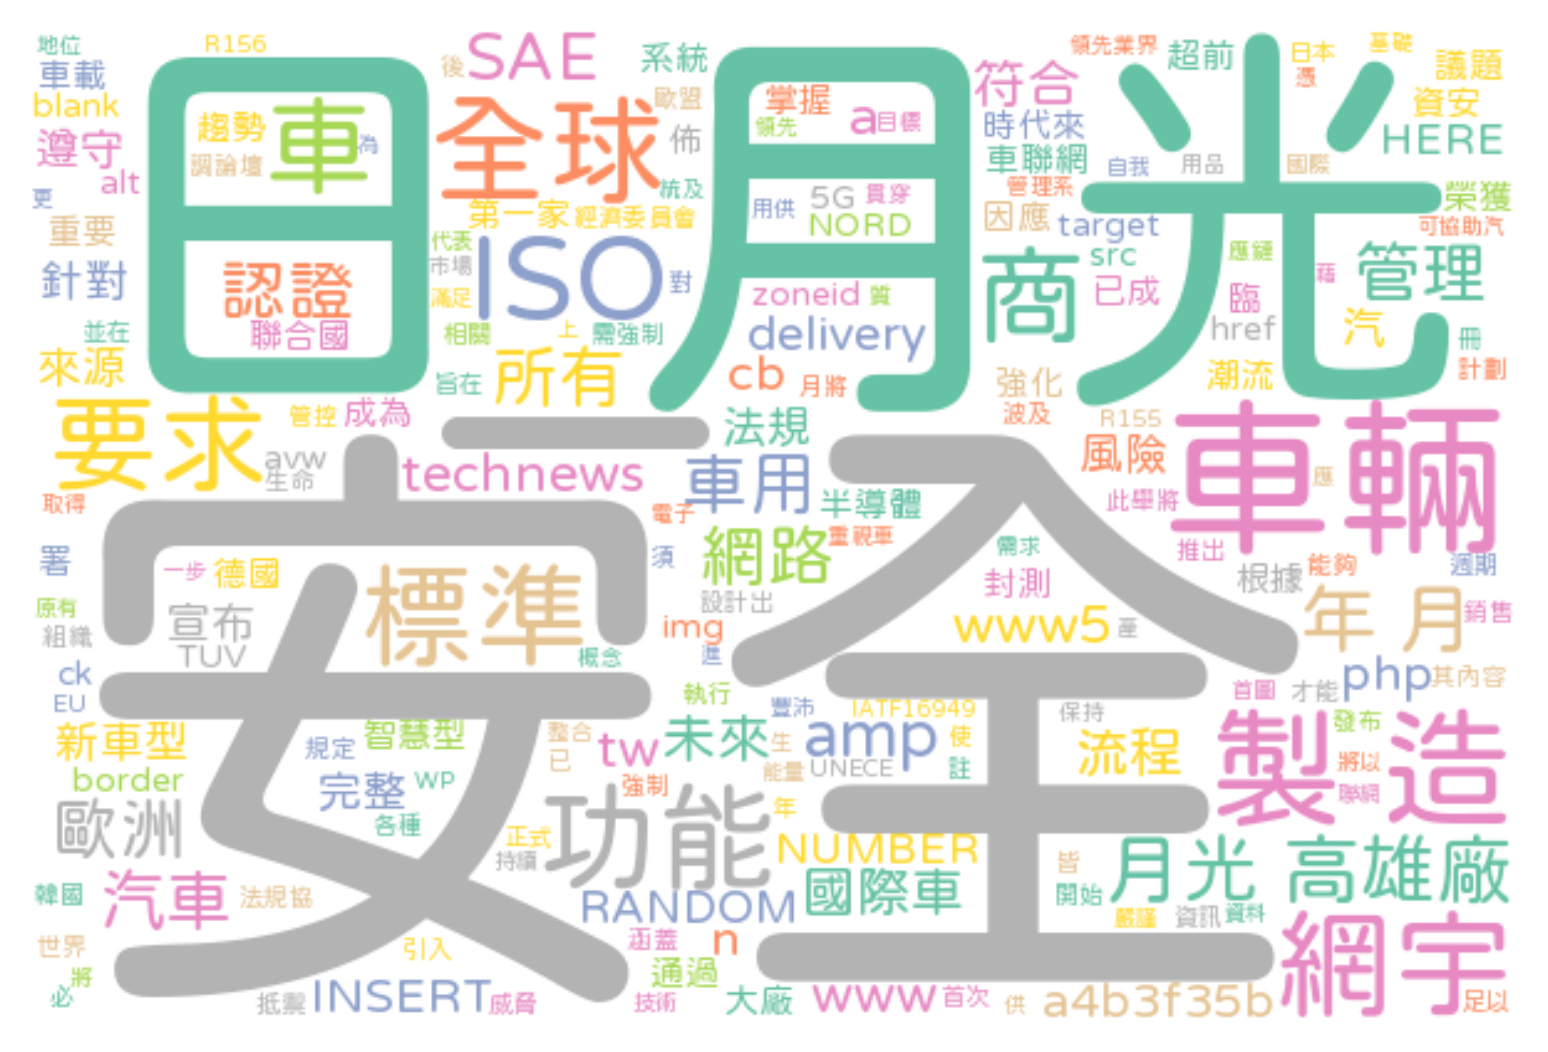 地位
R156
後
SAE
系統
領先業界
超前
日本
基礎
車載
憑
議題
blank
趨勢
車
為
全球
歐盟
掌握
領先
a
目標
符合
資安
遵守
調論壇
佈
時代來
車聯網
自我
用品
國際
HERE
alt
更
統及
用供
5G
貫穿
管理系
榮獲
日月光
重要
第一家
經濟委員會
NORD
因應
target
可協助汽
針對
認證
代表
市場
ISO
對
商
src
應鏈
管理
滿足
zoneid
質
已成
臨
藉
並在
聯合國
相關
上
需強制
delivery
href
汽
冊
來源
旨在
所有
cb
月將
強化
潮流
計劃
要求
管控
成為
法規
波及
R155
車輛
avw
生命
technews
車用
半導體
風險
應
取得
電子
此舉將
安全
署
一步
德國
標準
須
網路
重視車
需求
推出
能夠
週期
原有
組織
宣布
TUV
設計出
封測
根據
年 月
銷售
ck
概念
img
進
www5
產
php
其內容
EU
執行
豐沛
IATF16949
保持
首圖
才能
新車型
規定
智慧型
整合
已
tw
未來
生
amp
使
流程
製造
發布
border
完整
WP
強制
能量
UNECE
註
將以
聯網
歐洲
各種
正式
持續
功能
年
NUMBER
皆
月光
高雄廠
韓國
汽車
法規協
RANDOM
國際車
開始
嚴謹
資訊
資料
世界
引入
涵蓋
n
網宇
將
必
抵禦
INSERT
威脅
通過
技術
大廠
www
首次
供
a4b3f35b
足以